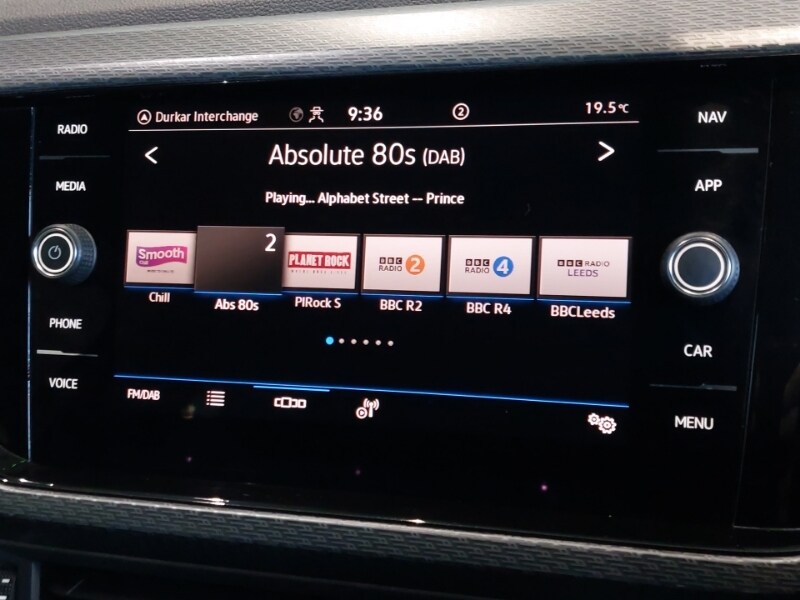 Durkar Interchange 9:36 2 19.5°C
RADIO
NAV
< Absolute 80s (DAB) >
MEDIA
APP
Playing... Alphabet Street -- Prince
Smooth
2
PLANET ROCK
BBC RADIO 2
BBC RADIO 4
BBC RADIO LEEDS
Chill
Abs 80s
PlRock S
BBC R2
BBC R4
BBCLeeds
PHONE
CAR
VOICE
FM/DAB
MENU